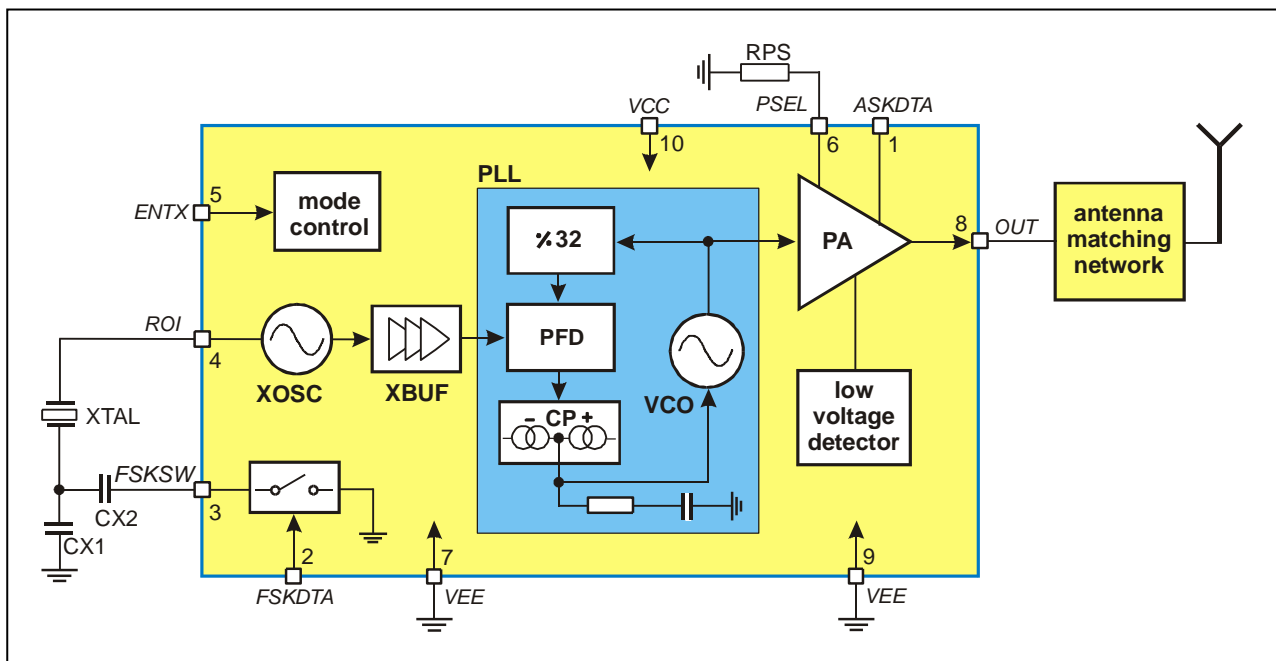 RPS
VCC
PSEL
ASKDTA
10
6
1
PLL
ENTX
5
mode
control
٪32
PA
8
OUT
antenna
matching
network
ROI
4
XOSC
XBUF
PFD
VCO
low
voltage
detector
XTAL
- CP +
FSKSW
3
CX2
CX1
2
FSKDTA
7
VEE
9
VEE